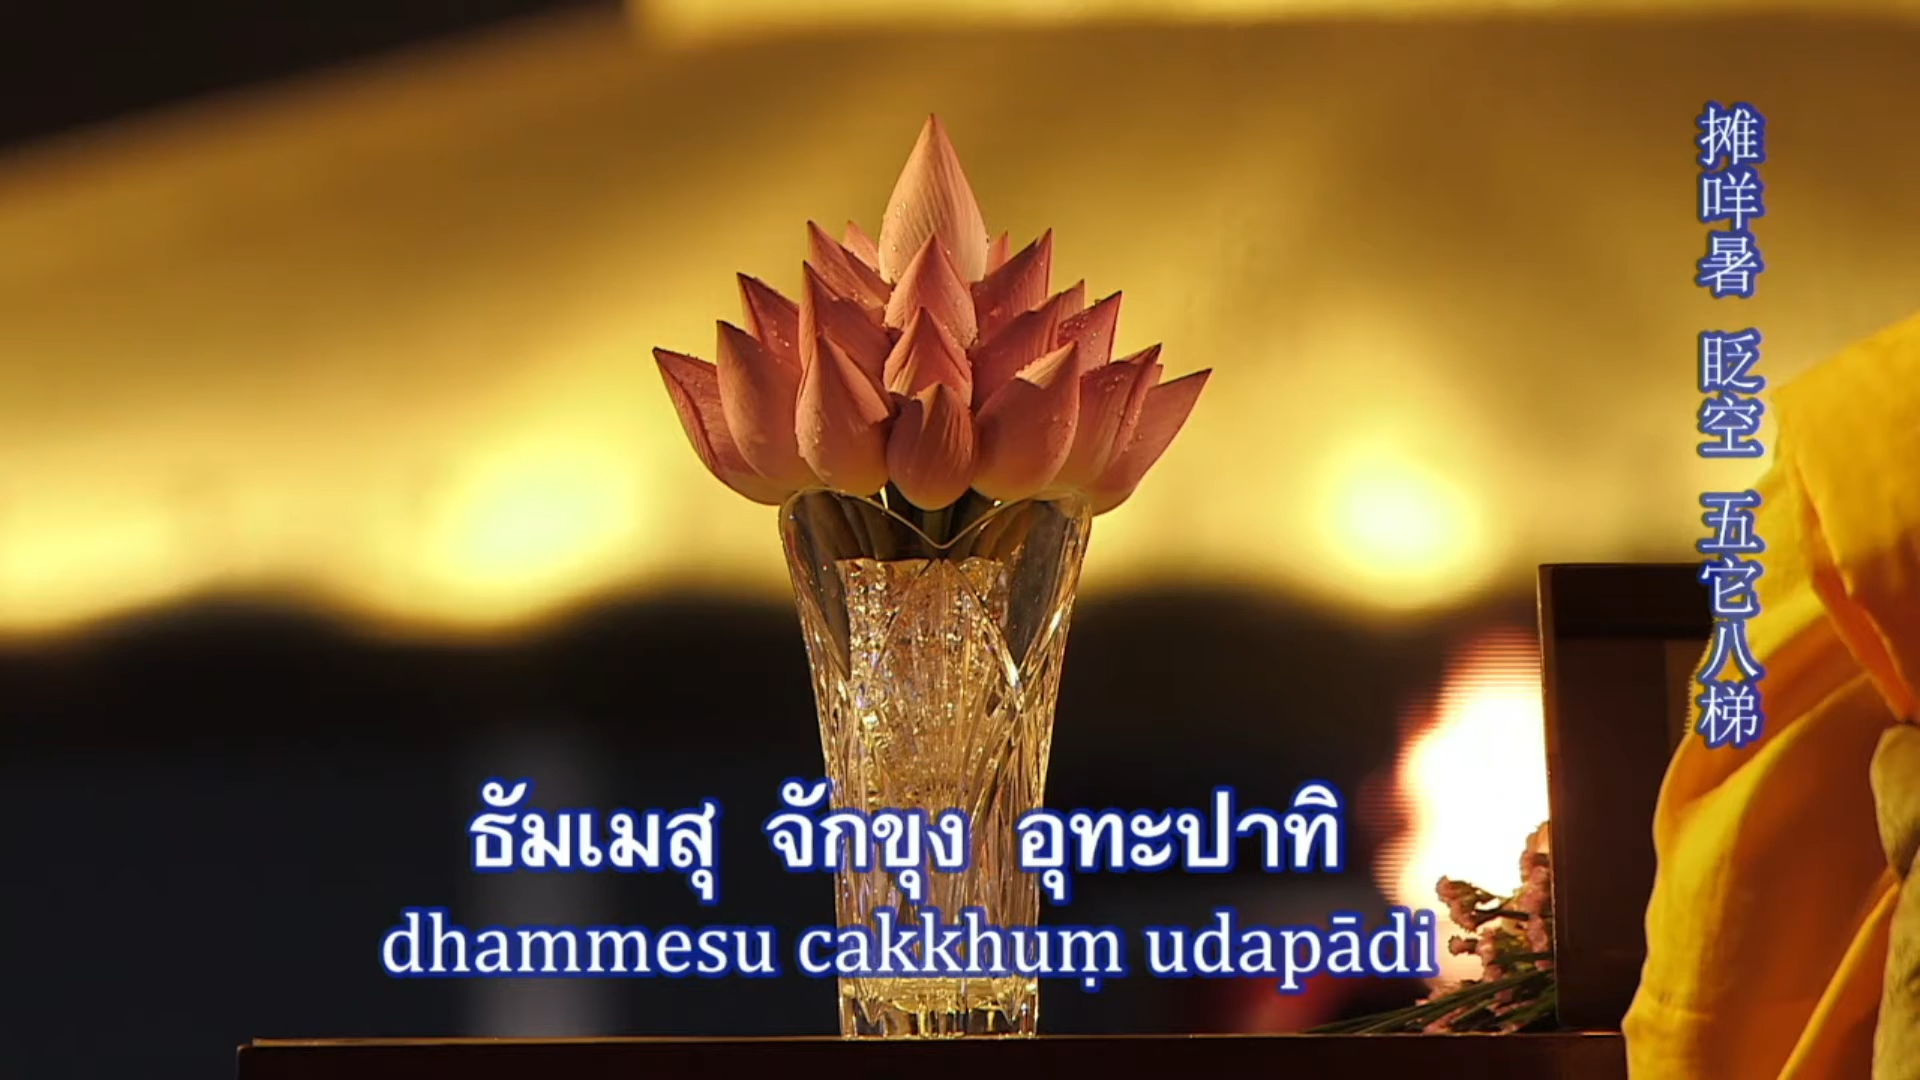 摊咩暑 眨空 五它八梯
ธัมเมสุ จักขุง อุทะปาทิ
dhammesu cakkhuṃ udapādi